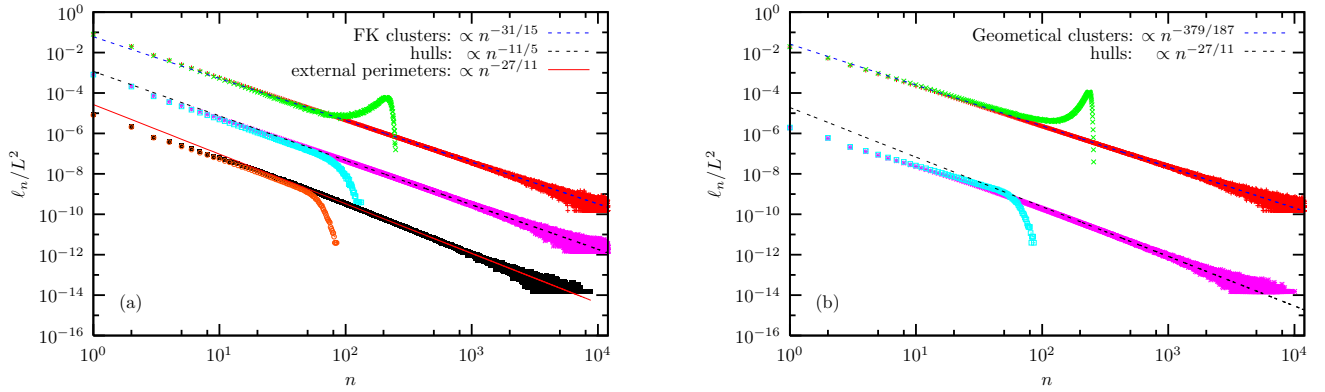 FK clusters: ∝ n^{-31/15}
hulls: ∝ n^{-11/5}
external perimeters: ∝ n^{-27/11}
10^0
10^{-2}
10^{-4}
10^{-6}
10^{-8}
10^{-10}
10^{-12}
10^{-14}
10^{-16}
ℓ_n/L^2
(a)
10^0 10^1 10^2 10^3 10^4
n
Geometical clusters: ∝ n^{-379/187}
hulls: ∝ n^{-27/11}
10^0
10^{-2}
10^{-4}
10^{-6}
10^{-8}
10^{-10}
10^{-12}
10^{-14}
10^{-16}
ℓ_n/L^2
(b)
10^0 10^1 10^2 10^3 10^4
n